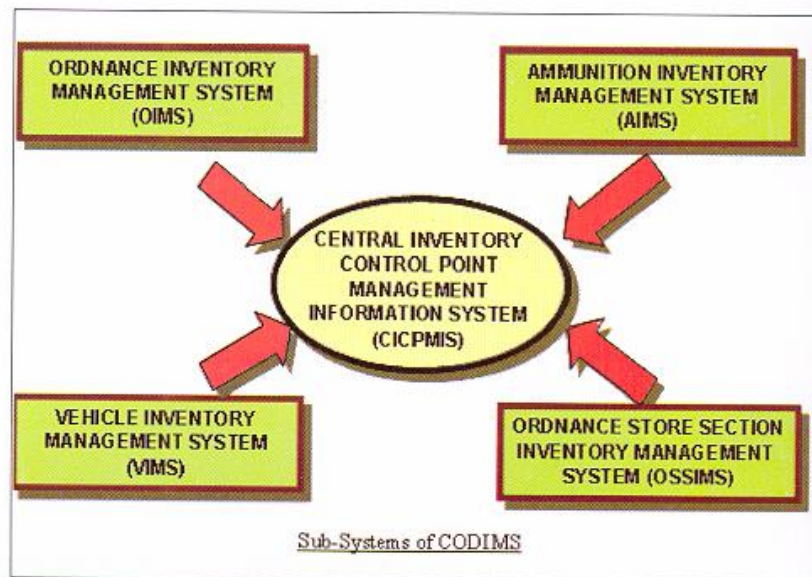 ORDNANCE INVENTORY
MANAGEMENT SYSTEM
(OIMS)
AMMUNITION INVENTORY
MANAGEMENT SYSTEM
(AIMS)
CENTRAL INVENTORY
CONTROL POINT
MANAGEMENT
INFORMATION SYSTEM
(CICPMIS)
VEHICLE INVENTORY
MANAGEMENT SYSTEM
(VIMS)
ORDNANCE STORE SECTION
INVENTORY MANAGEMENT
SYSTEM (OSSIMS)
Sub-Systems of CODIMS